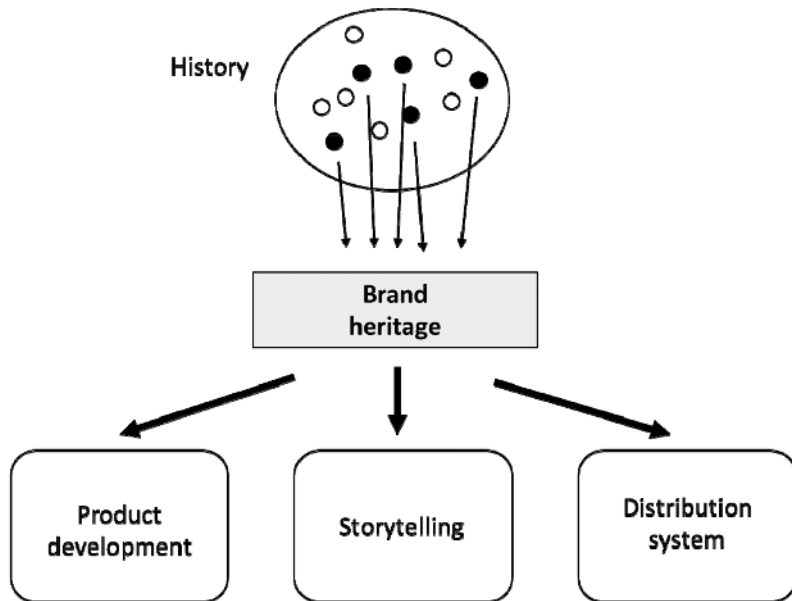 History
Brand
heritage
Product
development
Storytelling
Distribution
system